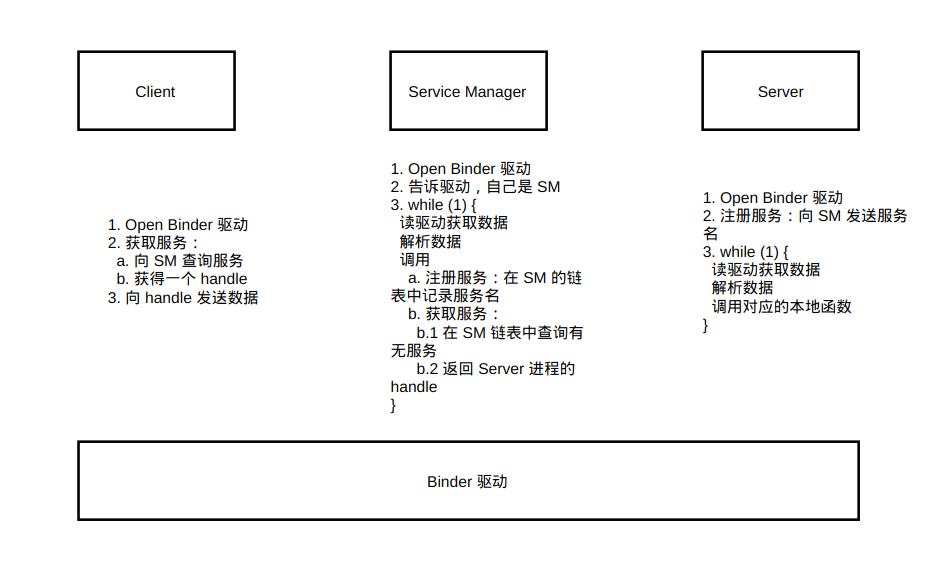 Client
Service Manager
Server
1. Open Binder 驱动
2. 获取服务：
a. 向 SM 查询服务
b. 获得一个 handle
3. 向 handle 发送数据
1. Open Binder 驱动
2. 告诉驱动，自己是 SM
3. while (1) {
读驱动获取数据
解析数据
调用
a. 注册服务：在 SM 的链
表中记录服务名
b. 获取服务：
b.1 在 SM 链表中查询有
无服务
b.2 返回 Server 进程的
handle
}
1. Open Binder 驱动
2. 注册服务：向 SM 发送服务
名
3. while (1) {
读驱动获取数据
解析数据
调用对应的本地函数
}
Binder 驱动